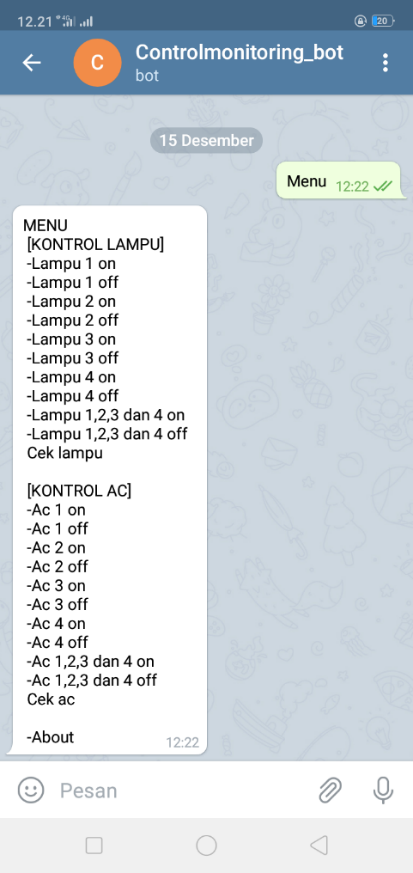 12.21
20
C
Controlmonitoring_bot
bot
15 Desember
Menu 12:22
MENU
[KONTROL LAMPU]
-Lampu 1 on
-Lampu 1 off
-Lampu 2 on
-Lampu 2 off
-Lampu 3 on
-Lampu 3 off
-Lampu 4 on
-Lampu 4 off
-Lampu 1,2,3 dan 4 on
-Lampu 1,2,3 dan 4 off
Cek lampu
[KONTROL AC]
-Ac 1 on
-Ac 1 off
-Ac 2 on
-Ac 2 off
-Ac 3 on
-Ac 3 off
-Ac 4 on
-Ac 4 off
-Ac 1,2,3 dan 4 on
-Ac 1,2,3 dan 4 off
Cek ac
-About
12:22
Pesan